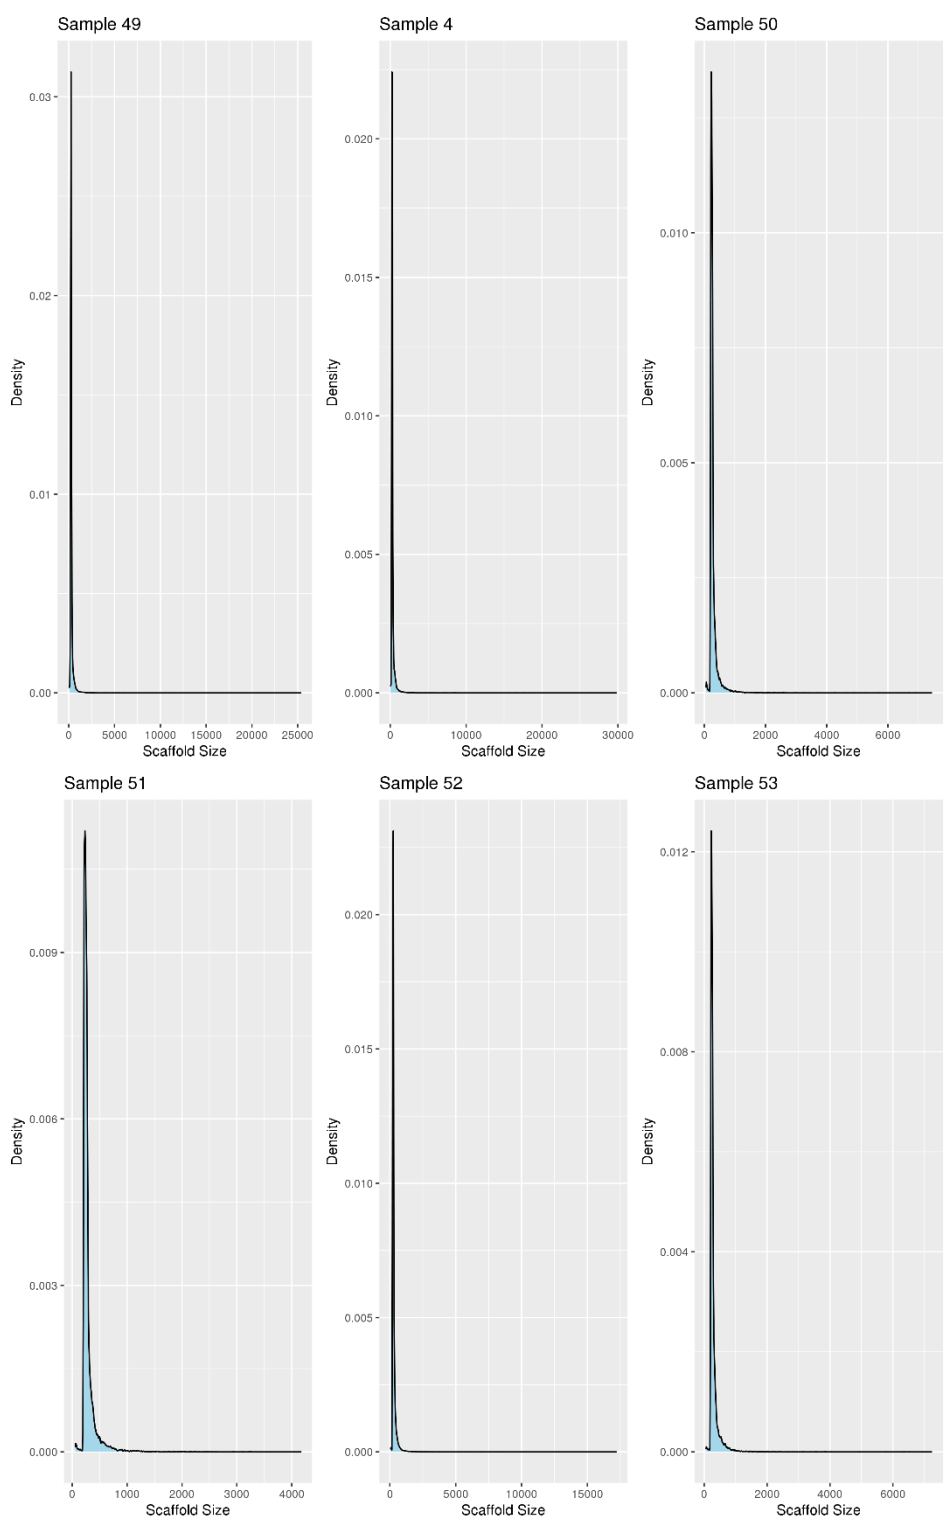 Sample 49
0.03
0.02
0.01
0.00
Density
0 5000 10000 15000 20000 25000
Scaffold Size
Sample 4
0.020
0.015
0.010
0.005
0.000
Density
0 10000 20000 30000
Scaffold Size
Sample 50
0.010
0.005
0.000
Density
0 2000 4000 6000
Scaffold Size
Sample 51
0.009
0.006
0.003
0.000
Density
0 1000 2000 3000 4000
Scaffold Size
Sample 52
0.020
0.015
0.010
0.005
0.000
Density
0 5000 10000 15000
Scaffold Size
Sample 53
0.012
0.008
0.004
0.000
Density
0 2000 4000 6000
Scaffold Size